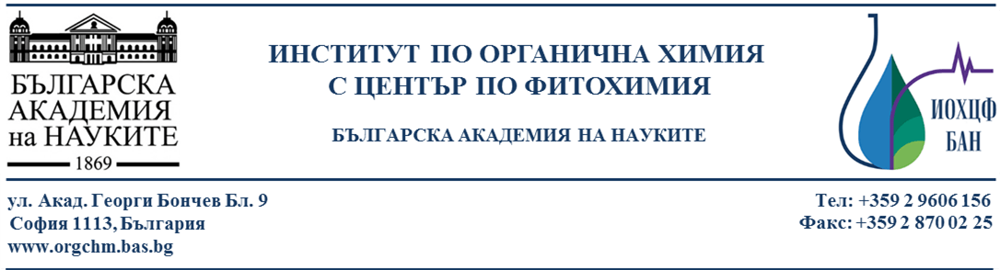 БЪЛГАРСКА
АКАДЕМИЯ
на НАУКИТЕ
1869
ИНСТИТУТ ПО ОРГАНИЧНА ХИМИЯ
С ЦЕНТЪР ПО ФИТОХИМИЯ
БЪЛГАРСКА АКАДЕМИЯ НА НАУКИТЕ
ИОХЦФ
БАН
ул. Акад. Георги Бончев Бл. 9
София 1113, България
www.orgchm.bas.bg
Тел: +359 2 9606 156
Факс: +359 2 870 02 25